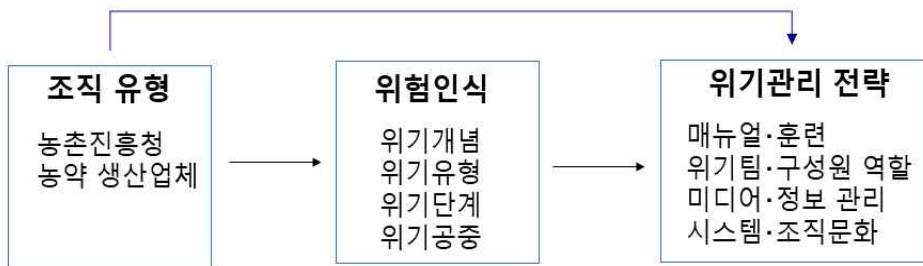 조직 유형
농촌진흥청
농약 생산업체
위험인식
위기개념
위기유형
위기단계
위기공중
위기관리 전략
매뉴얼·훈련
위기팀·구성원 역할
미디어·정보 관리
시스템·조직문화